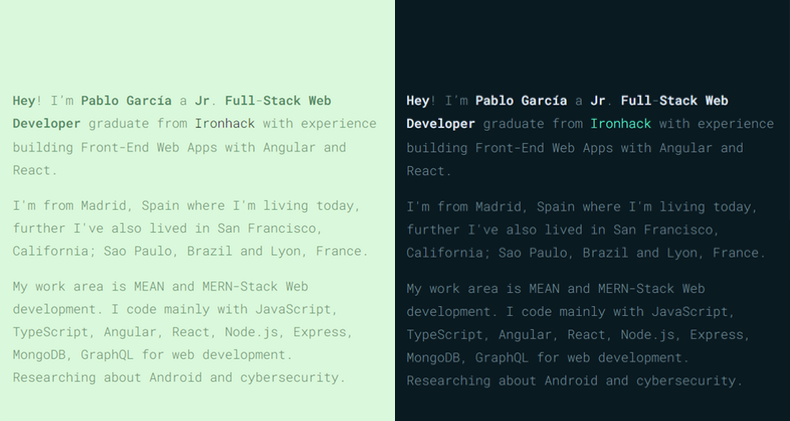 Hey! I'm Pablo García a Jr. Full-Stack Web
Developer graduate from Ironhack with experience
building Front-End Web Apps with Angular and
React.
I'm from Madrid, Spain where I'm living today,
further I've also lived in San Francisco,
California; Sao Paulo, Brazil and Lyon, France.
My work area is MEAN and MERN-Stack Web
development. I code mainly with JavaScript,
TypeScript, Angular, React, Node.js, Express,
MongoDB, GraphQL for web development.
Researching about Android and cybersecurity.
Hey! I'm Pablo García a Jr. Full-Stack Web
Developer graduate from Ironhack with experience
building Front-End Web Apps with Angular and
React.
I'm from Madrid, Spain where I'm living today,
further I've also lived in San Francisco,
California; Sao Paulo, Brazil and Lyon, France.
My work area is MEAN and MERN-Stack Web
development. I code mainly with JavaScript,
TypeScript, Angular, React, Node.js, Express,
MongoDB, GraphQL for web development.
Researching about Android and cybersecurity.